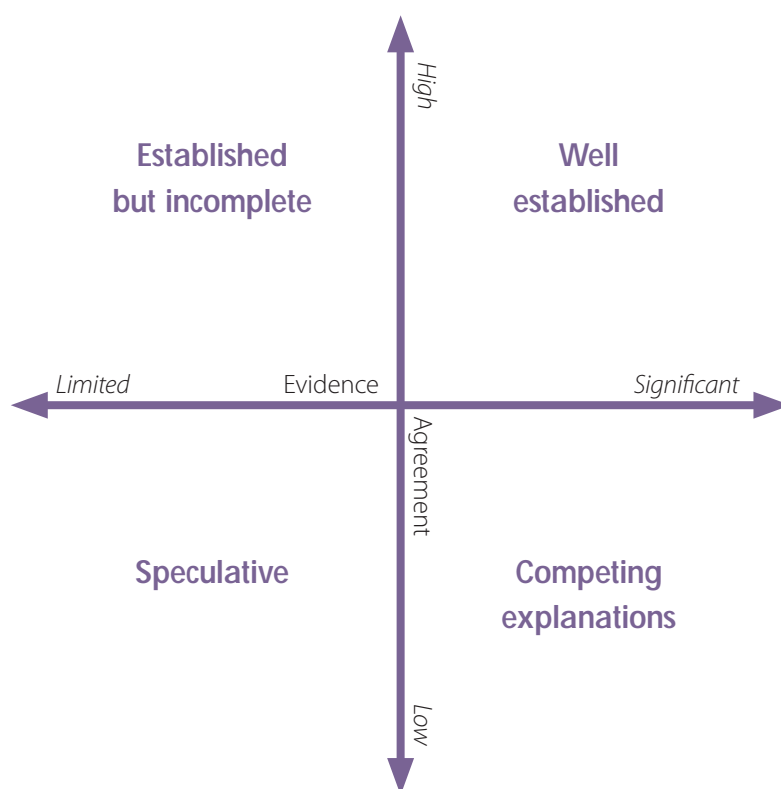 High
Established
but incomplete
Well
established
Limited
Evidence
Significant
Agreement
Speculative
Competing
explanations
Low